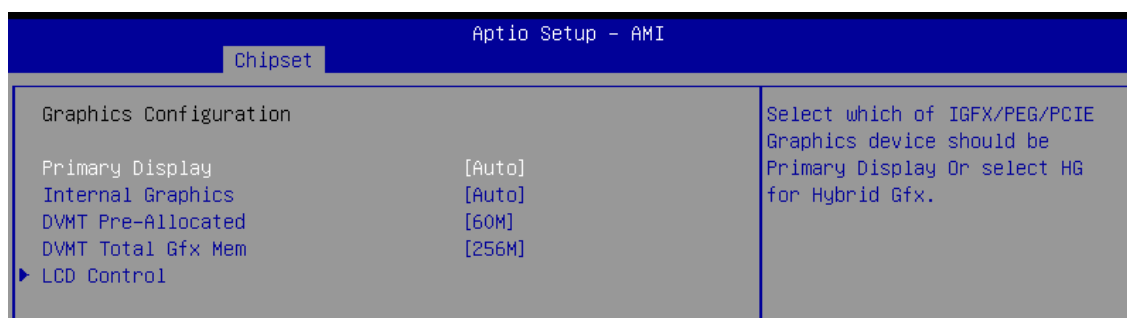 Aptio Setup – AMI
Chipset
Graphics Configuration
Primary Display [Auto]
Internal Graphics [Auto]
DVMT Pre-Allocated [60M]
DVMT Total Gfx Mem [256M]
LCD Control
Select which of IGFX/PEG/PCIE
Graphics device should be
Primary Display Or select HG
for Hybrid Gfx.